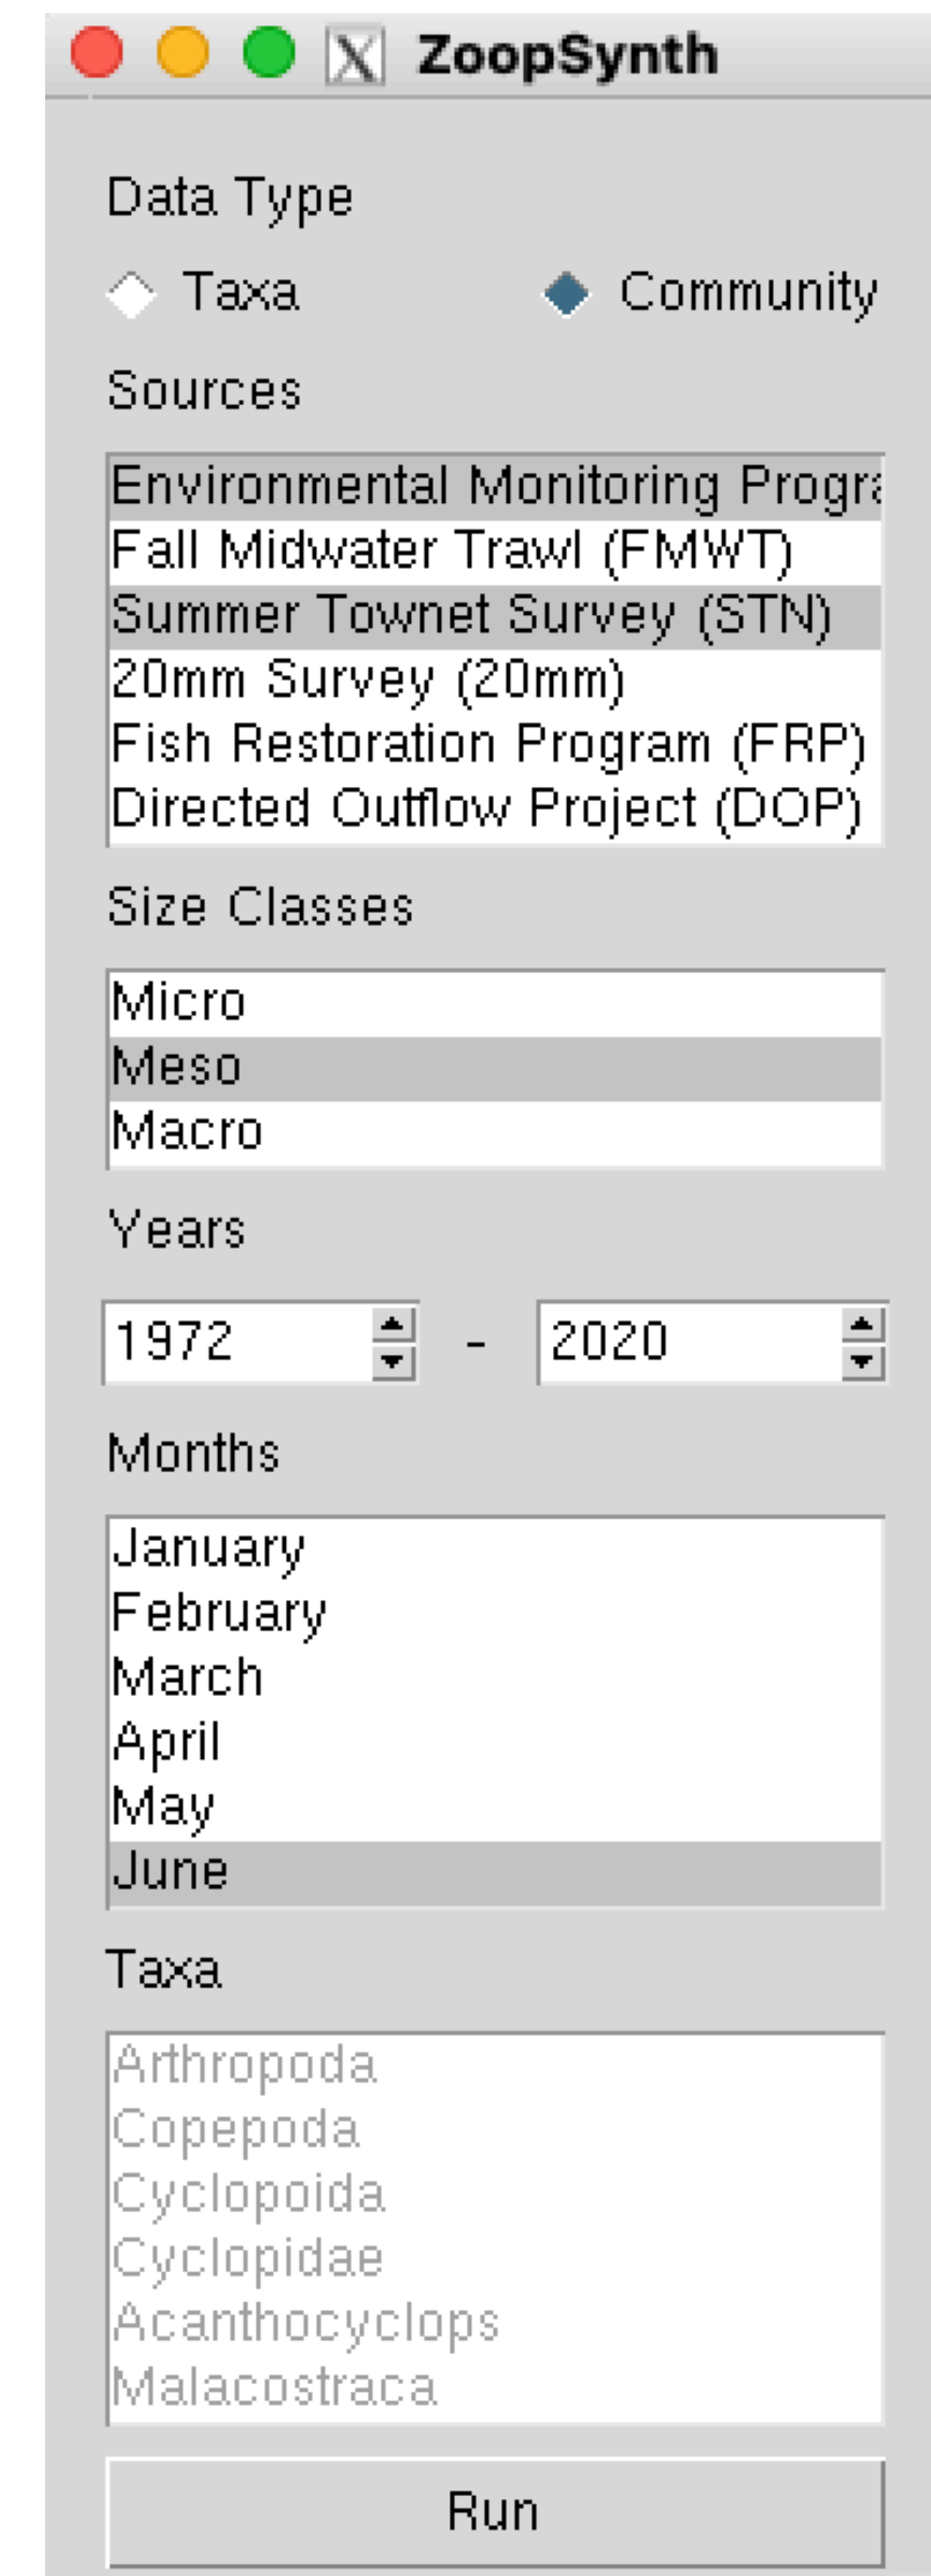 ZoopSynth
Data Type
Taxa Community
Sources
Environmental Monitoring
Fall Midwater Trawl (FMWT)
Summer Townet Survey (STN)
20mm Survey (20mm)
Fish Restoration Program (FRP)
Directed Outflow Project (DOP)
Size Classes
Micro
Meso
Macro
Years
1972 - 2020
Months
January
February
March
April
May
June
Taxa
Arthropoda
Copepoda
Cyclopoida
Cyclopidae
Acanthocyclops
Malacostraca
Run